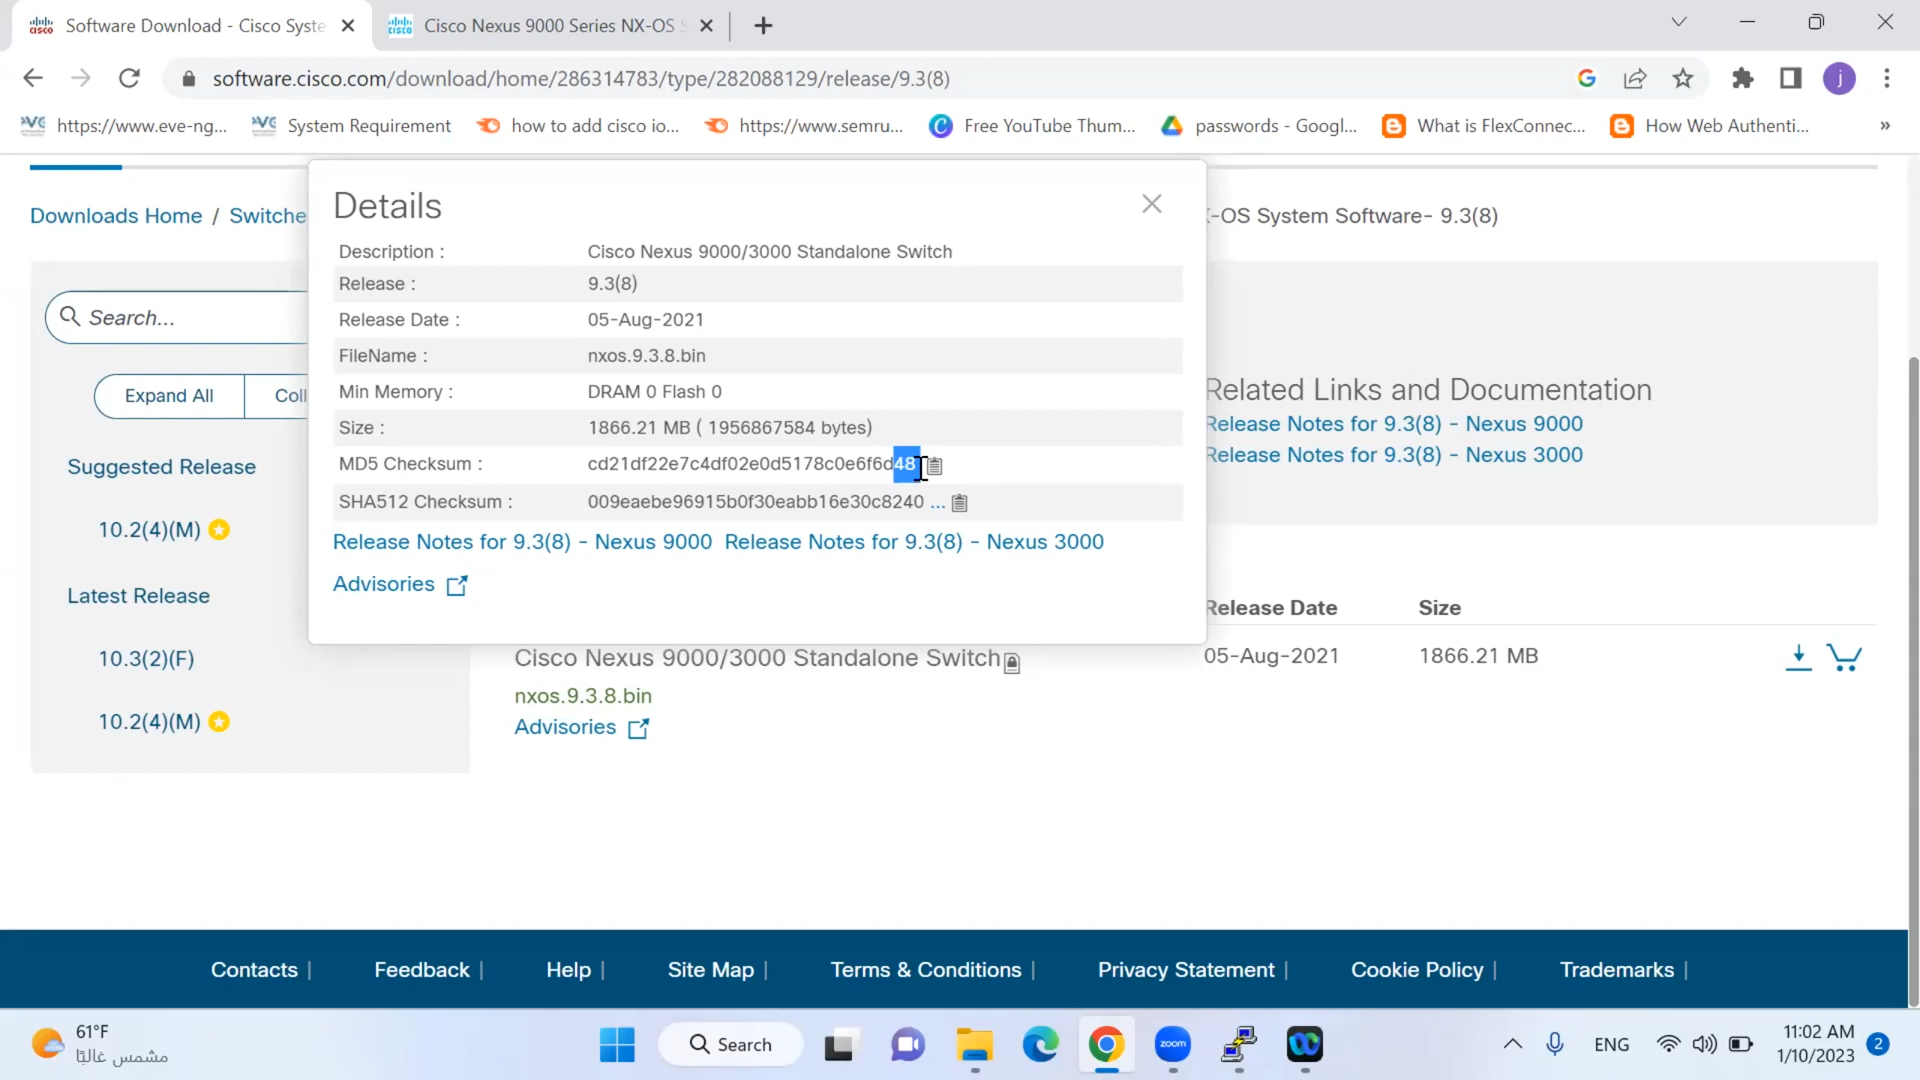 Software Download - Cisco Syste
Cisco Nexus 9000 Series NX-OS S
software.cisco.com/download/home/286314783/type/282088129/release/9.3(8)
j
https://www.eve-ng...
System Requirement
how to add cisco io...
https://www.semru...
Free YouTube Thum...
passwords - Googl...
What is FlexConnec...
How Web Authenti...
»
Downloads Home / Switche
X-OS System Software- 9.3(8)
Search...
Expand All
Coll
Suggested Release
10.2(4)(M)
Latest Release
10.3(2)(F)
10.2(4)(M)
Details
Description : Cisco Nexus 9000/3000 Standalone Switch
Release : 9.3(8)
Release Date : 05-Aug-2021
FileName : nxos.9.3.8.bin
Min Memory : DRAM 0 Flash 0
Size : 1866.21 MB ( 1956867584 bytes)
MD5 Checksum : cd21df22e7c4df02e0d5178c0e6f6d48
SHA512 Checksum : 009eaebe96915b0f30eabb16e30c8240 ...
Release Notes for 9.3(8) - Nexus 9000 Release Notes for 9.3(8) - Nexus 3000
Advisories
Related Links and Documentation
Release Notes for 9.3(8) - Nexus 9000
Release Notes for 9.3(8) - Nexus 3000
Release Date Size
Cisco Nexus 9000/3000 Standalone Switch 05-Aug-2021 1866.21 MB
nxos.9.3.8.bin
Advisories
Contacts | Feedback | Help | Site Map | Terms & Conditions | Privacy Statement | Cookie Policy | Trademarks |
61°F
مشمس غالبًا
Search
zoom
ENG
11:02 AM
1/10/2023
2